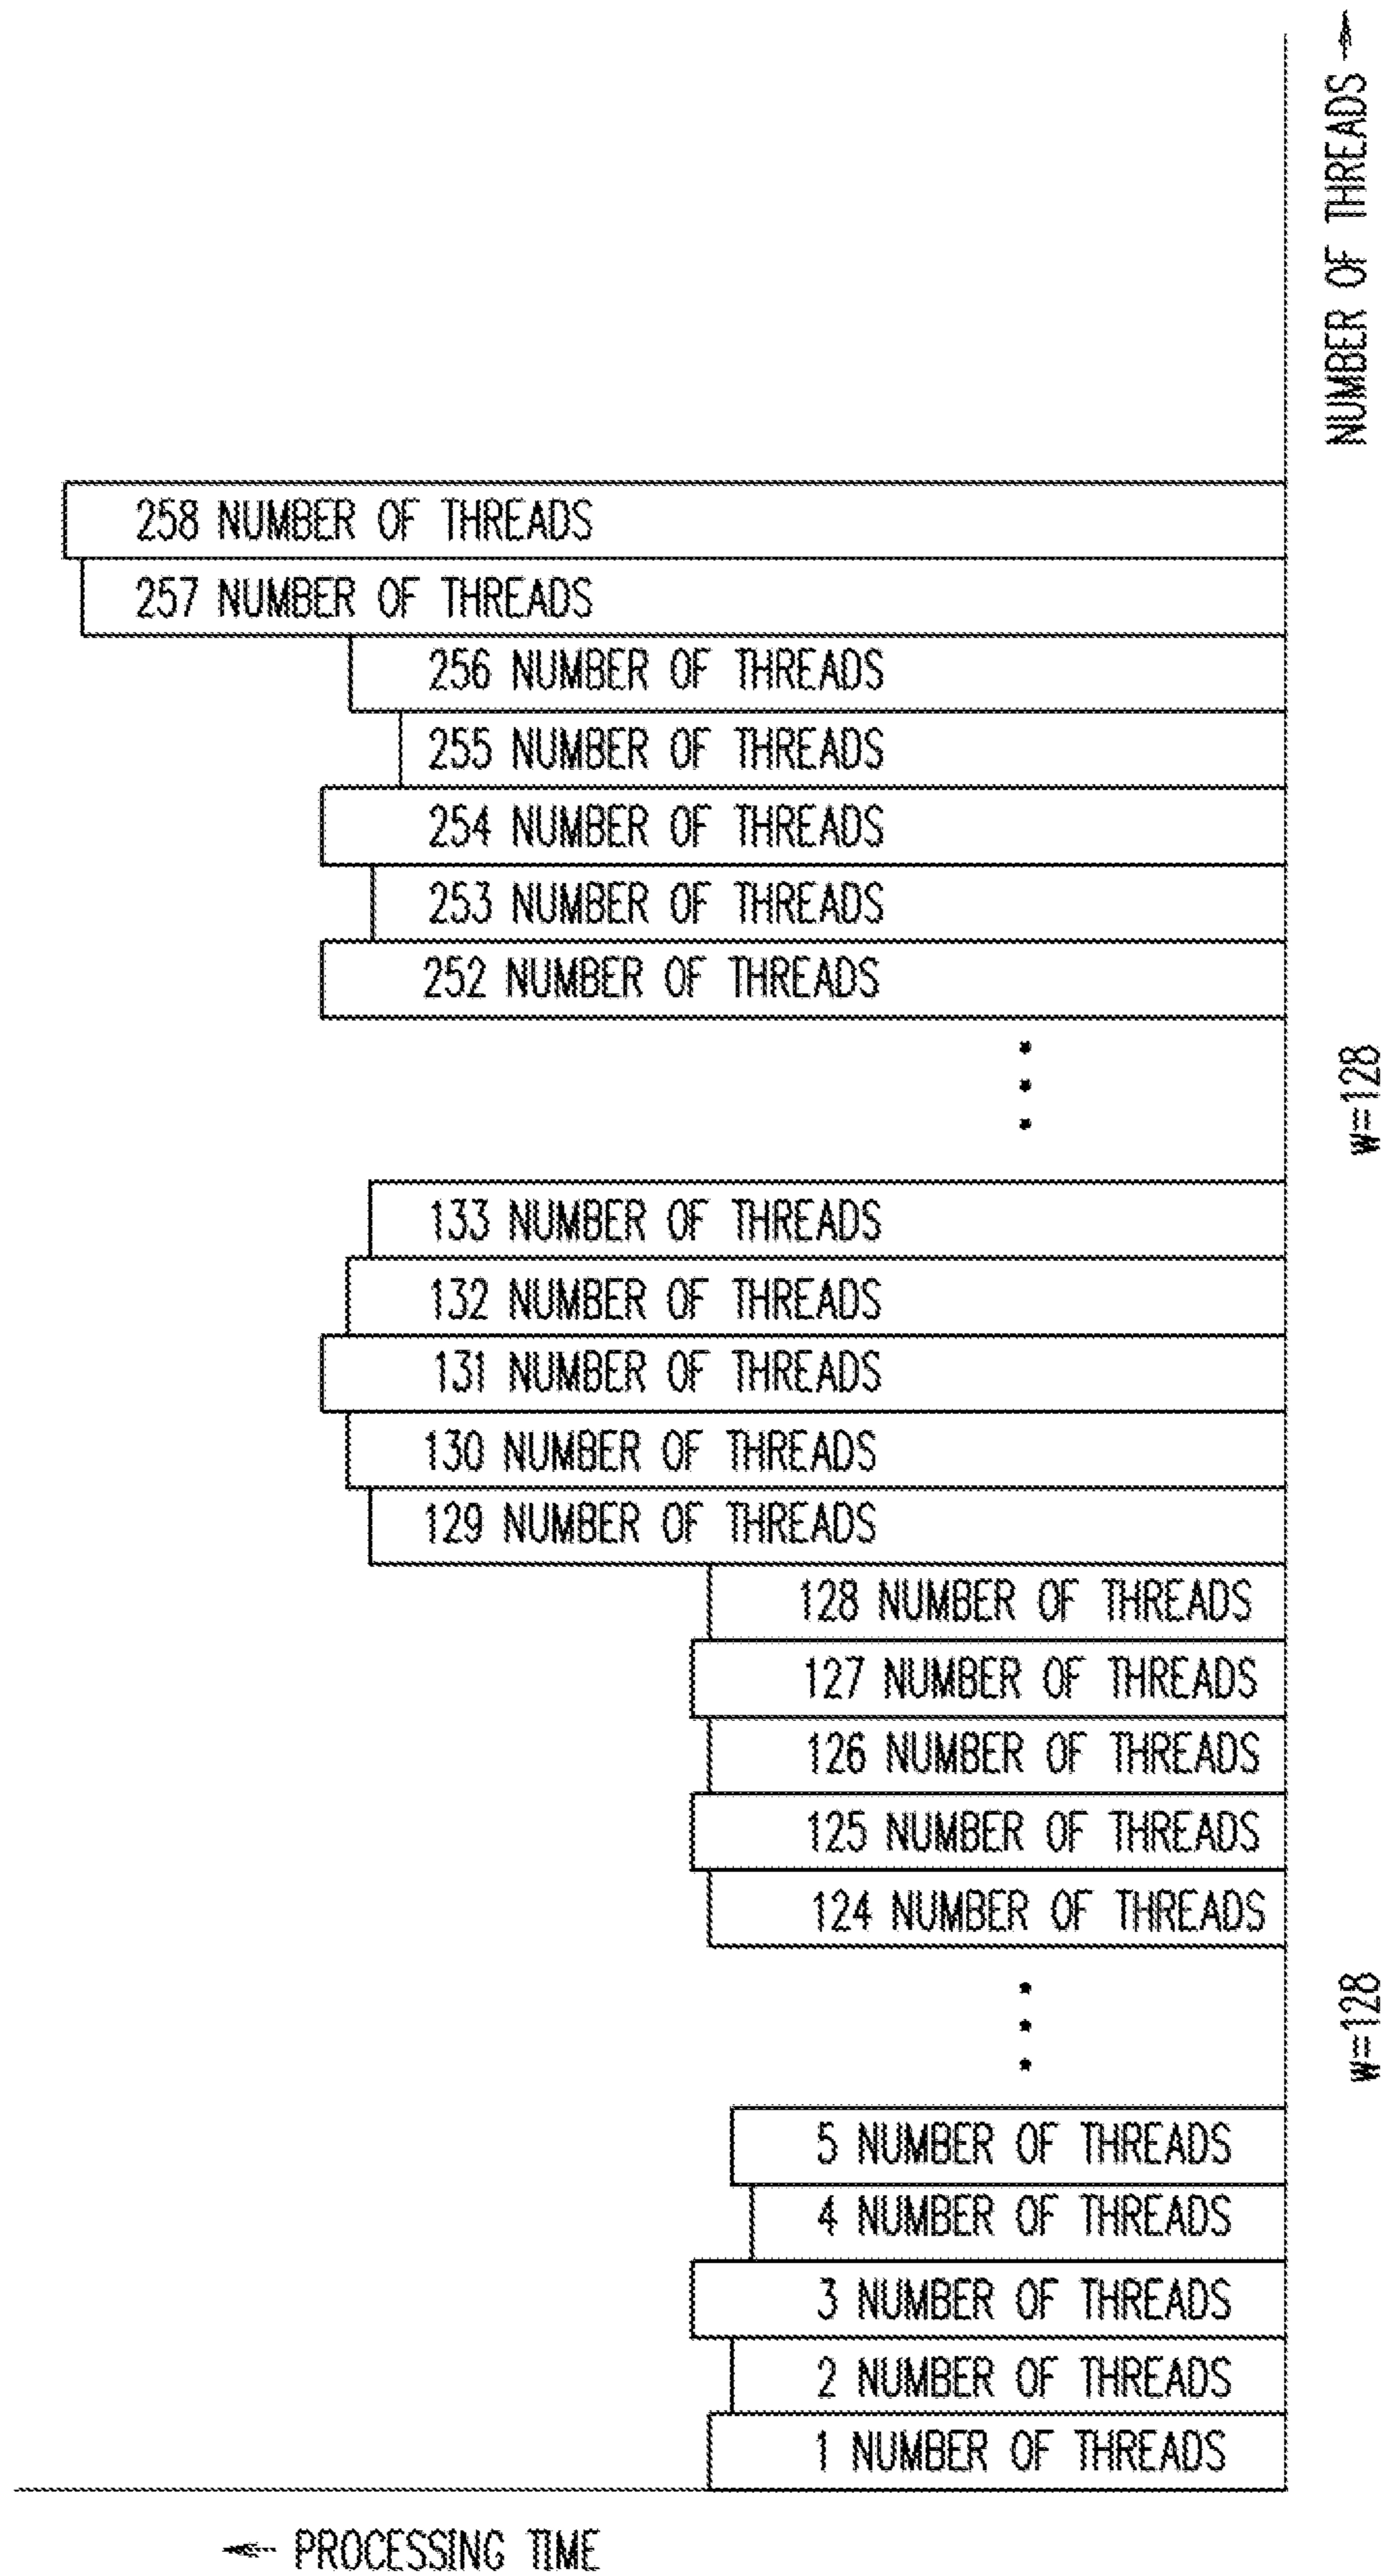 NUMBER OF THREADS
258 NUMBER OF THREADS
257 NUMBER OF THREADS
256 NUMBER OF THREADS
255 NUMBER OF THREADS
254 NUMBER OF THREADS
253 NUMBER OF THREADS
252 NUMBER OF THREADS
w=128
133 NUMBER OF THREADS
132 NUMBER OF THREADS
131 NUMBER OF THREADS
130 NUMBER OF THREADS
129 NUMBER OF THREADS
128 NUMBER OF THREADS
127 NUMBER OF THREADS
126 NUMBER OF THREADS
125 NUMBER OF THREADS
124 NUMBER OF THREADS
w=128
5 NUMBER OF THREADS
4 NUMBER OF THREADS
3 NUMBER OF THREADS
2 NUMBER OF THREADS
1 NUMBER OF THREADS
PROCESSING TIME